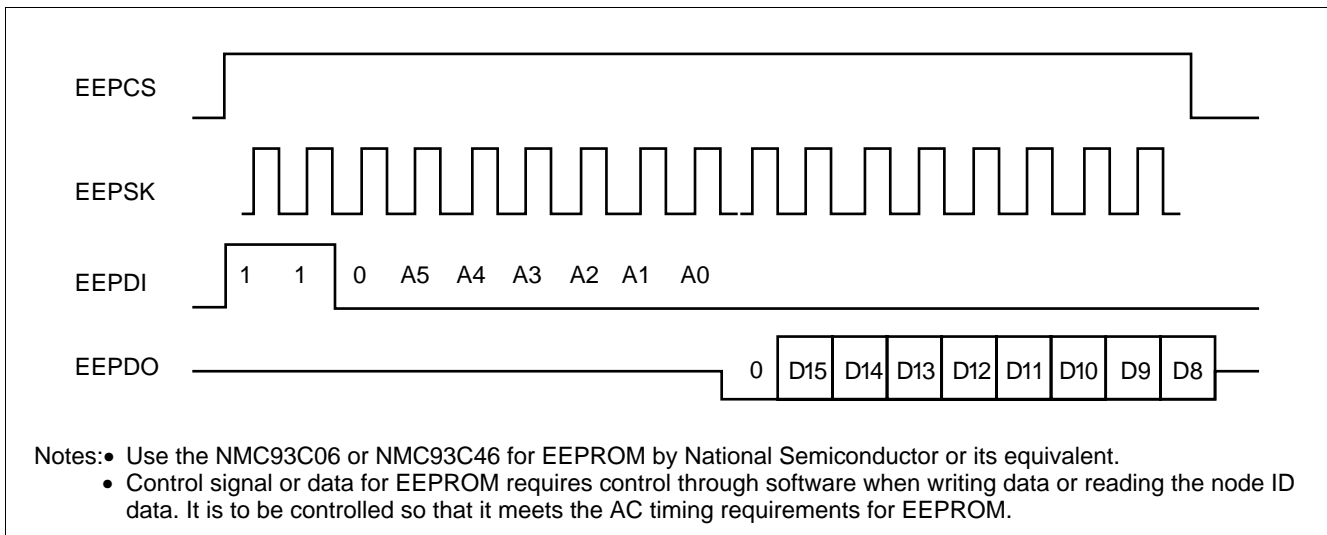 EEPCS
EEPSK
EEPDI 1 1 0 A5 A4 A3 A2 A1 A0
EEPDO 0 D15 D14 D13 D12 D11 D10 D9 D8
Notes:• Use the NMC93C06 or NMC93C46 for EEPROM by National Semiconductor or its equivalent.
• Control signal or data for EEPROM requires control through software when writing data or reading the node ID
data. It is to be controlled so that it meets the AC timing requirements for EEPROM.